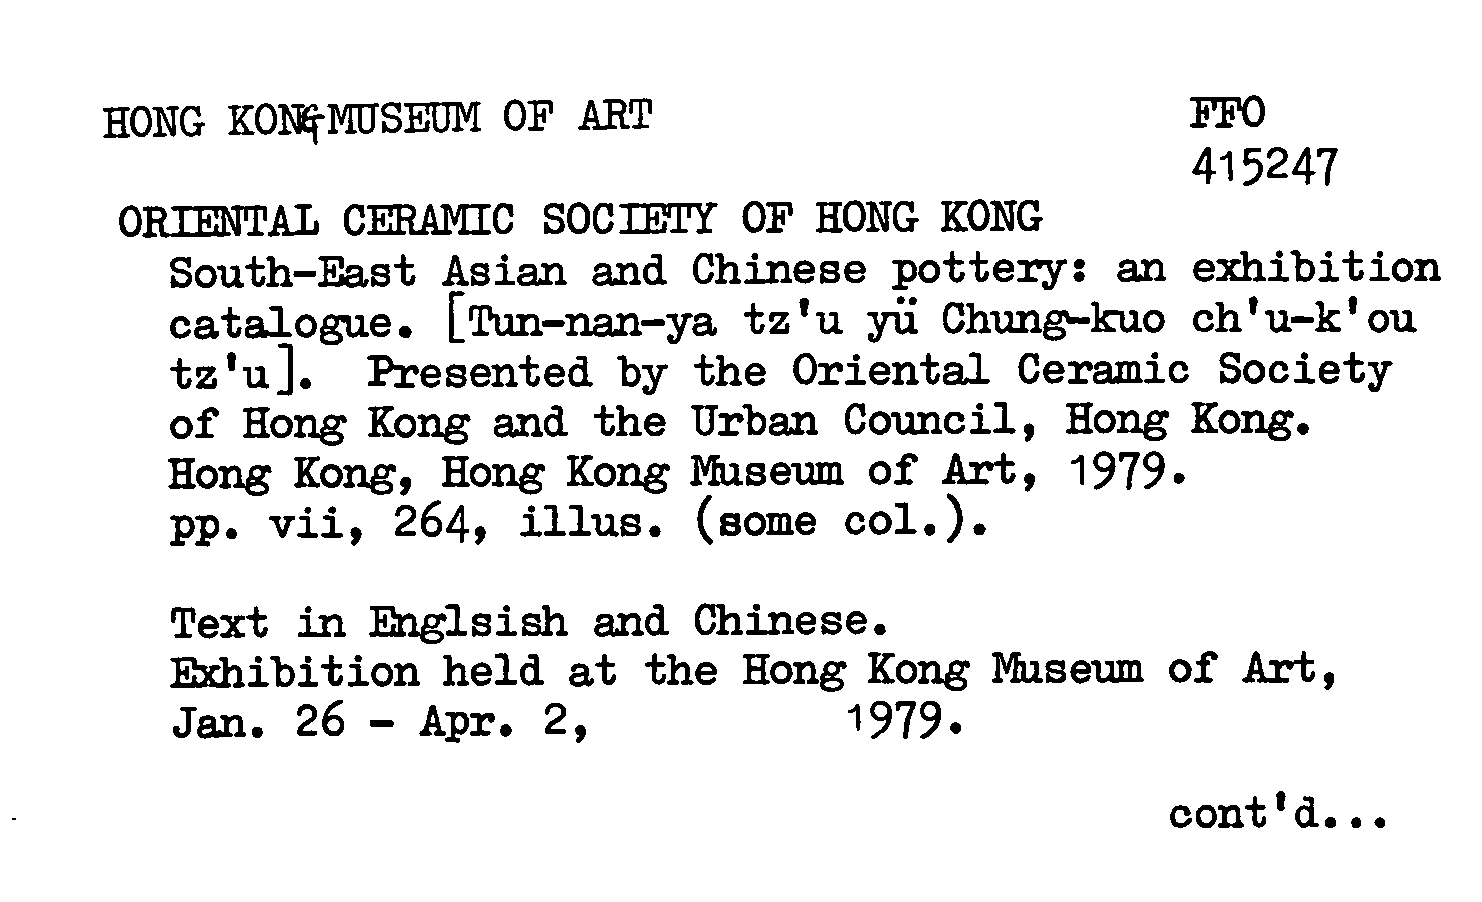 HONG KONG MUSEUM OF ART
FFO
415247
ORIENTAL CERAMIC SOCIETY OF HONG KONG
South-East Asian and Chinese pottery: an exhibition
catalogue. [Tun-nan-ya tz'u yü Chung-kuo ch'u-k'ou
tz'u]. Presented by the Oriental Ceramic Society
of Hong Kong and the Urban Council, Hong Kong.
Hong Kong, Hong Kong Museum of Art, 1979.
pp. vii, 264, illus. (some col.).
Text in Englsish and Chinese.
Exhibition held at the Hong Kong Museum of Art,
Jan. 26 - Apr. 2, 1979.
cont'd...